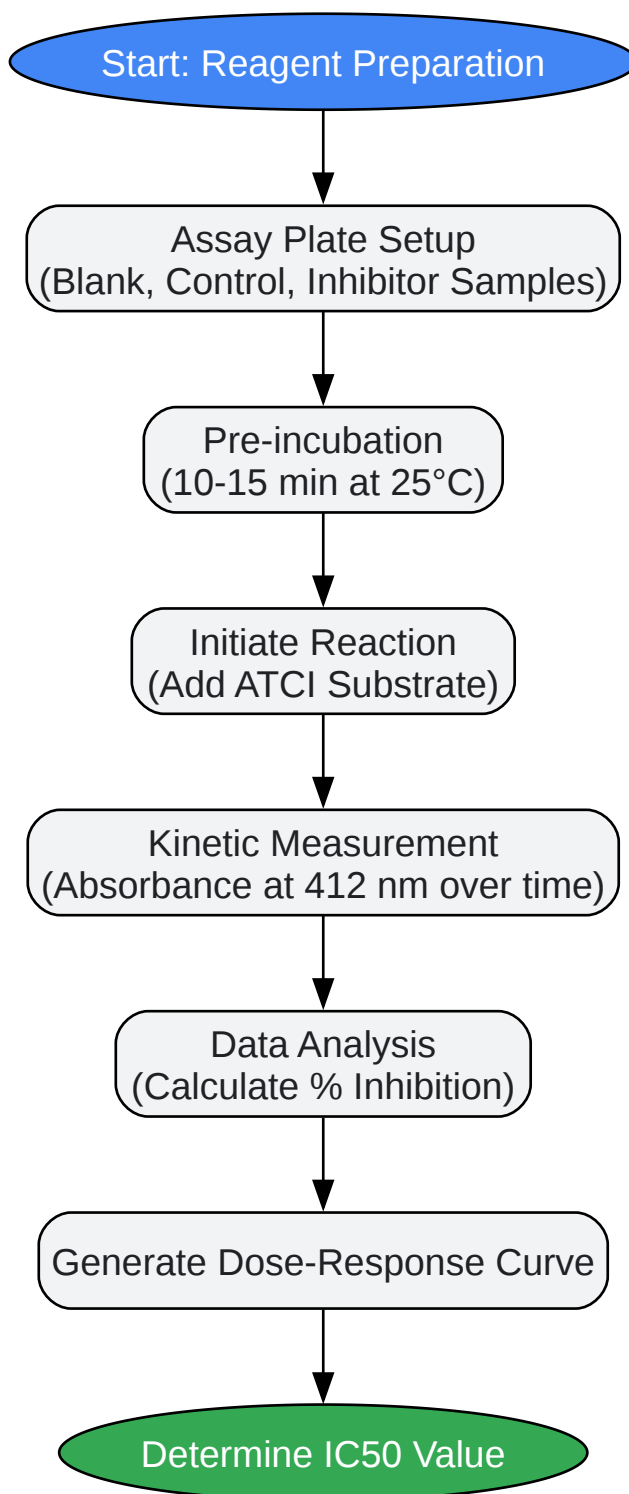 Start: Reagent Preparation
Assay Plate Setup
(Blank, Control, Inhibitor Samples)
Pre-incubation
(10-15 min at 25°C)
Initiate Reaction
(Add ATCI Substrate)
Kinetic Measurement
(Absorbance at 412 nm over time)
Data Analysis
(Calculate % Inhibition)
Generate Dose-Response Curve
Determine IC50 Value